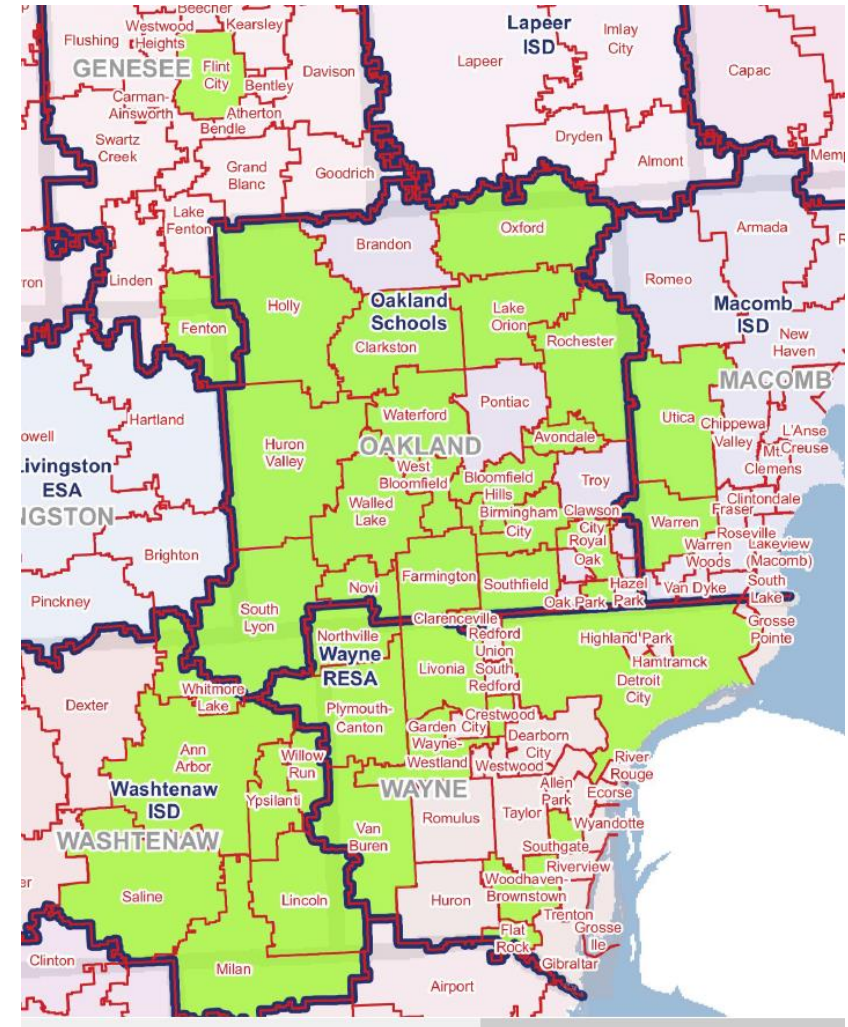 Beecher
Westwood
Heights
Kearsley
Flushing
GENESEE
Flint
City
Davison
Bentley
Carman-
Ainsworth
Atherton
Bendle
Swartz
Creek
Grand
Blanc
Goodrich
Lake
Fenton
Linden
Fenton
Lapeer
ISD
Lapeer
Imlay
City
Capac
Dryden
Almont
Memp
Brandon
Oxford
Armada
R
ron
Holly
Oakland
Schools
Lake
Orion
Romeo
Macomb
ISD
Clarkston
Rochester
New
Haven
MACOMB
Hartland
Waterford
Pontiac
Utica
Chippewa
Valley
L'Anse
Creuse
Mt.
Clemens
owell
Livingston
ESA
NGSTON
Huron
Valley
OAKLAND
Avondale
West
Bloomfield
Bloomfield
Hills
Troy
Walled
Lake
Birmingham
City
Clawson
City
Warren
Clintondale
Fraser
Roseville
Lakeview
(Macomb)
Warren
Woods
Brighton
Royal
Oak
Pinckney
Novi
Farmington
Southfield
Oak Park
Hazel
Park
Van Dyke
South
Lake
South
Lyon
Clarenceville
Grosse
Pointe
Northville
Wayne
RESA
Redford
Union
Highland Park
Hamtramck
Livonia
South
Redford
Detroit
City
Whitmore
Lake
Dexter
Plymouth-
Canton
Crestwood
Garden City
Dearborn
City
Wayne-
Westland
Westwood
Ann
Arbor
Willow
Run
River
Rouge
Washtenaw
ISD
Ypsilanti
WAYNE
Allen
Park
Ecorse
WASHTENAW
Van
Buren
Romulus
Taylor
Wyandotte
Southgate
Riverview
er
Saline
Lincoln
Huron
Woodhaven-
Brownstown
Trenton
Grosse
Ile
Flat
Rock
Clinton
Milan
Gibraltar
Airport